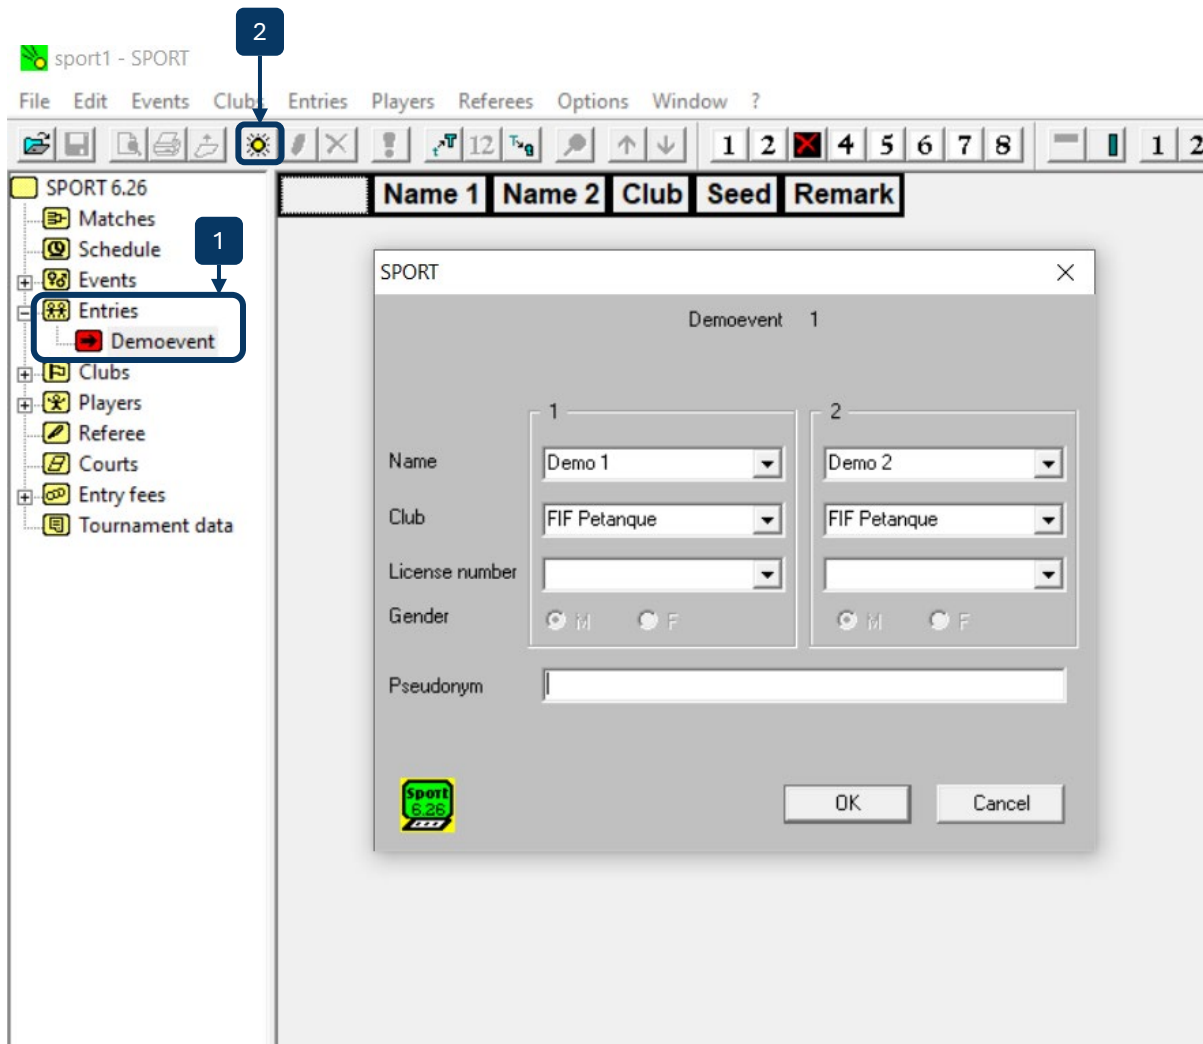 2
sport1 - SPORT
File Edit Events Clubs Entries Players Referees Options Window ?
12 1 2 4 5 6 7 8 1 2
SPORT 6.26
Matches
Schedule
1
Events
Entries
Demoevent
Clubs
Players
Referee
Courts
Entry fees
Tournament data
Name 1 Name 2 Club Seed Remark
SPORT
Demoevent 1
1 2
Name Demo 1 Demo 2
Club FIF Petanque FIF Petanque
License number
Gender M F M F
Pseudonym
Sport
6.26
OK Cancel